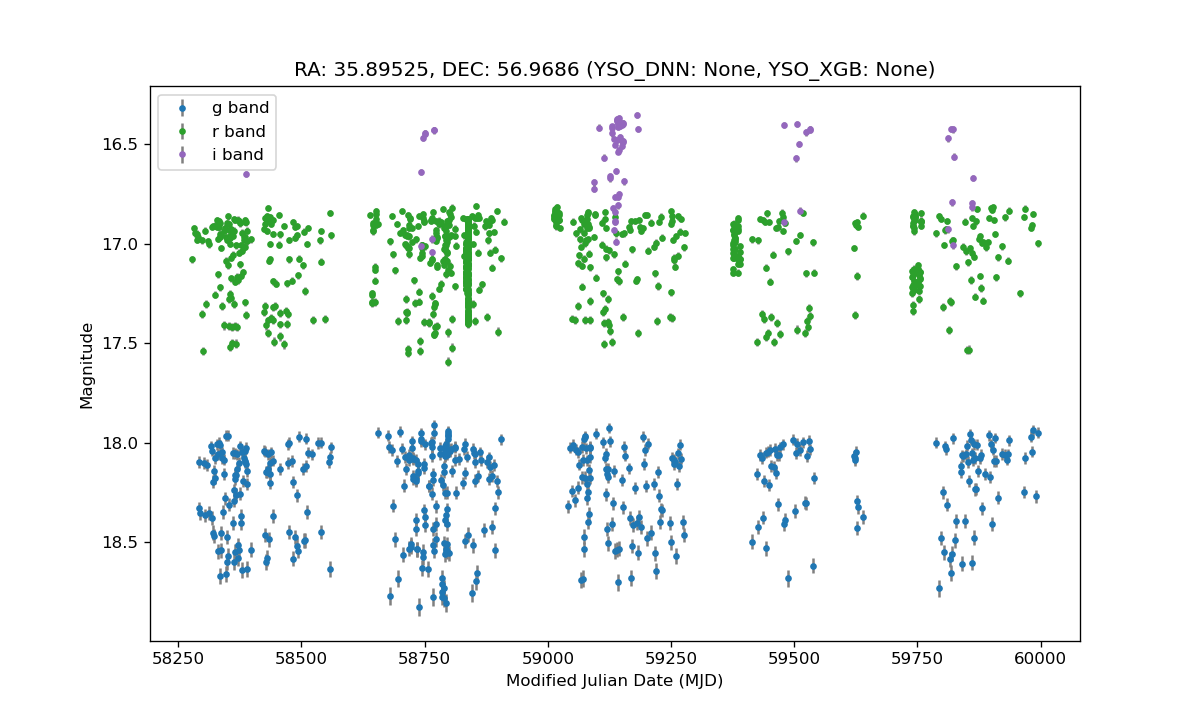 RA: 35.89525, DEC: 56.9686 (YSO_DNN: None, YSO_XGB: None)
g band
r band
i band
16.5
17.0
17.5
18.0
18.5
Magnitude
58250 58500 58750 59000 59250 59500 59750 60000
Modified Julian Date (MJD)